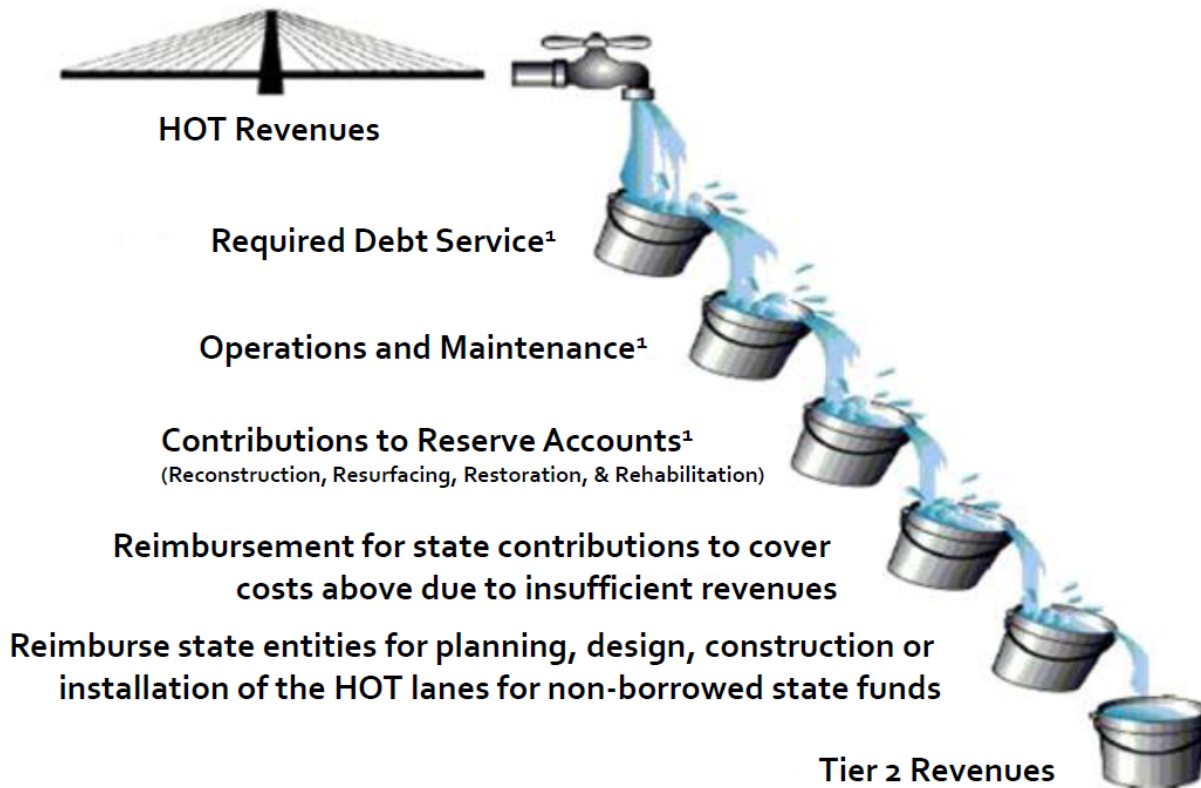 HOT Revenues
Required Debt Service¹
Operations and Maintenance¹
Contributions to Reserve Accounts¹
(Reconstruction, Resurfacing, Restoration, & Rehabilitation)
Reimbursement for state contributions to cover
costs above due to insufficient revenues
Reimburse state entities for planning, design, construction or
installation of the HOT lanes for non-borrowed state funds
Tier 2 Revenues